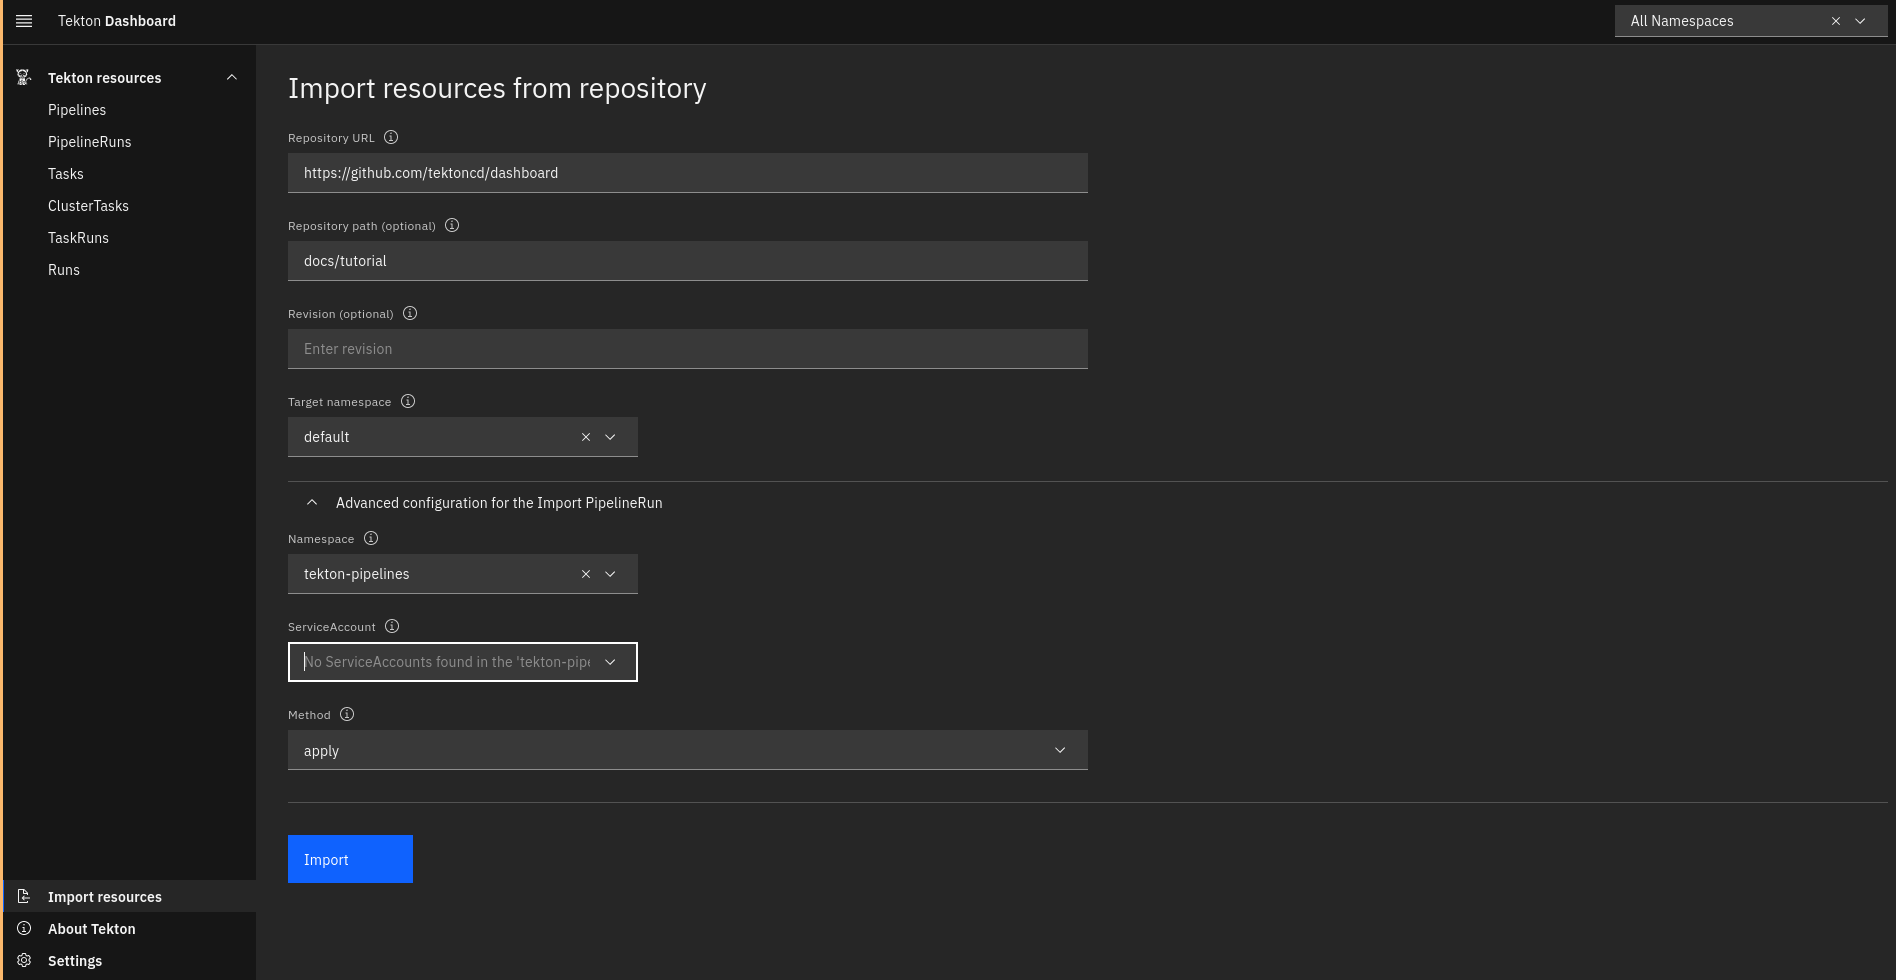 Tekton Dashboard
All Namespaces
Tekton resources
Pipelines
PipelineRuns
Tasks
ClusterTasks
TaskRuns
Runs
Import resources
About Tekton
Settings
Import resources from repository
Repository URL
https://github.com/tektoncd/dashboard
Repository path (optional)
docs/tutorial
Revision (optional)
Enter revision
Target namespace
default
Advanced configuration for the Import PipelineRun
Namespace
tekton-pipelines
ServiceAccount
No ServiceAccounts found in the 'tekton-pipe
Method
apply
Import